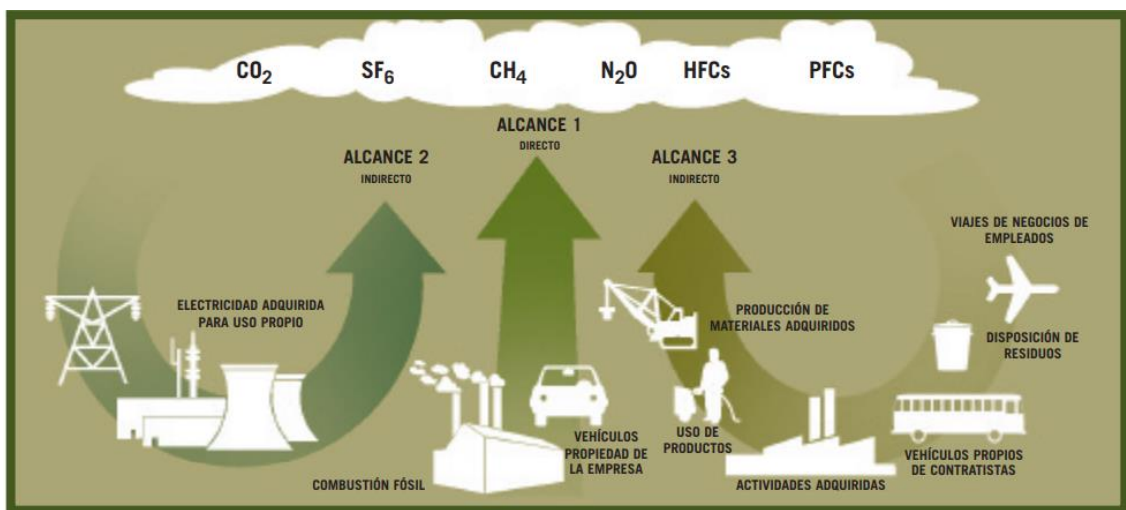 CO₂ SF₆ CH₄ N₂O HFCs PFCs
ALCANCE 1
DIRECTO
ALCANCE 2
INDIRECTO
ALCANCE 3
INDIRECTO
VIAJES DE NEGOCIOS DE
EMPLEADOS
ELECTRICIDAD ADQUIRIDA
PARA USO PROPIO
PRODUCCIÓN DE
MATERIALES ADQUIRIDOS
DISPOSICIÓN DE
RESIDUOS
VEHÍCULOS
PROPIEDAD DE
LA EMPRESA
USO DE
PRODUCTOS
VEHÍCULOS PROPIOS
DE CONTRATISTAS
COMBUSTIÓN FÓSIL
ACTIVIDADES ADQUIRIDAS